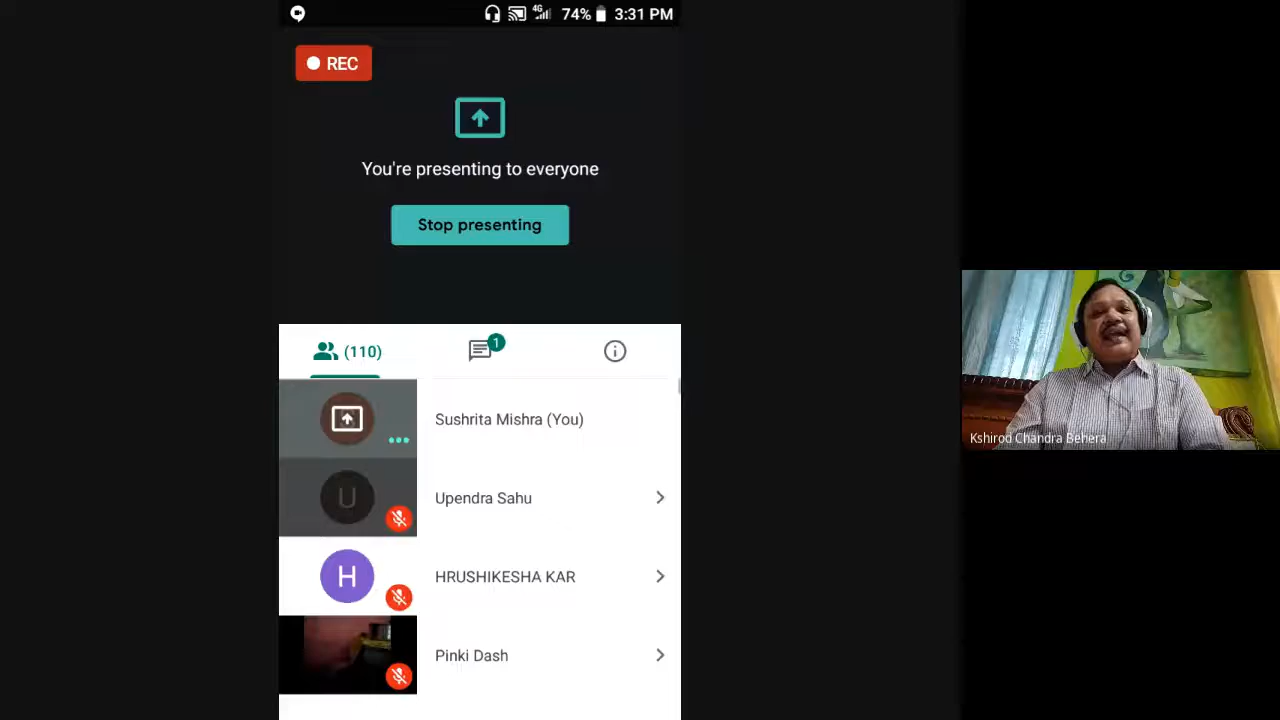 4G 74% 3:31 PM
REC
You're presenting to everyone
Stop presenting
(110)
1
Sushrita Mishra (You)
U
Upendra Sahu
H
HRUSHIKESHA KAR
Pinki Dash
Kshirod Chandra Behera